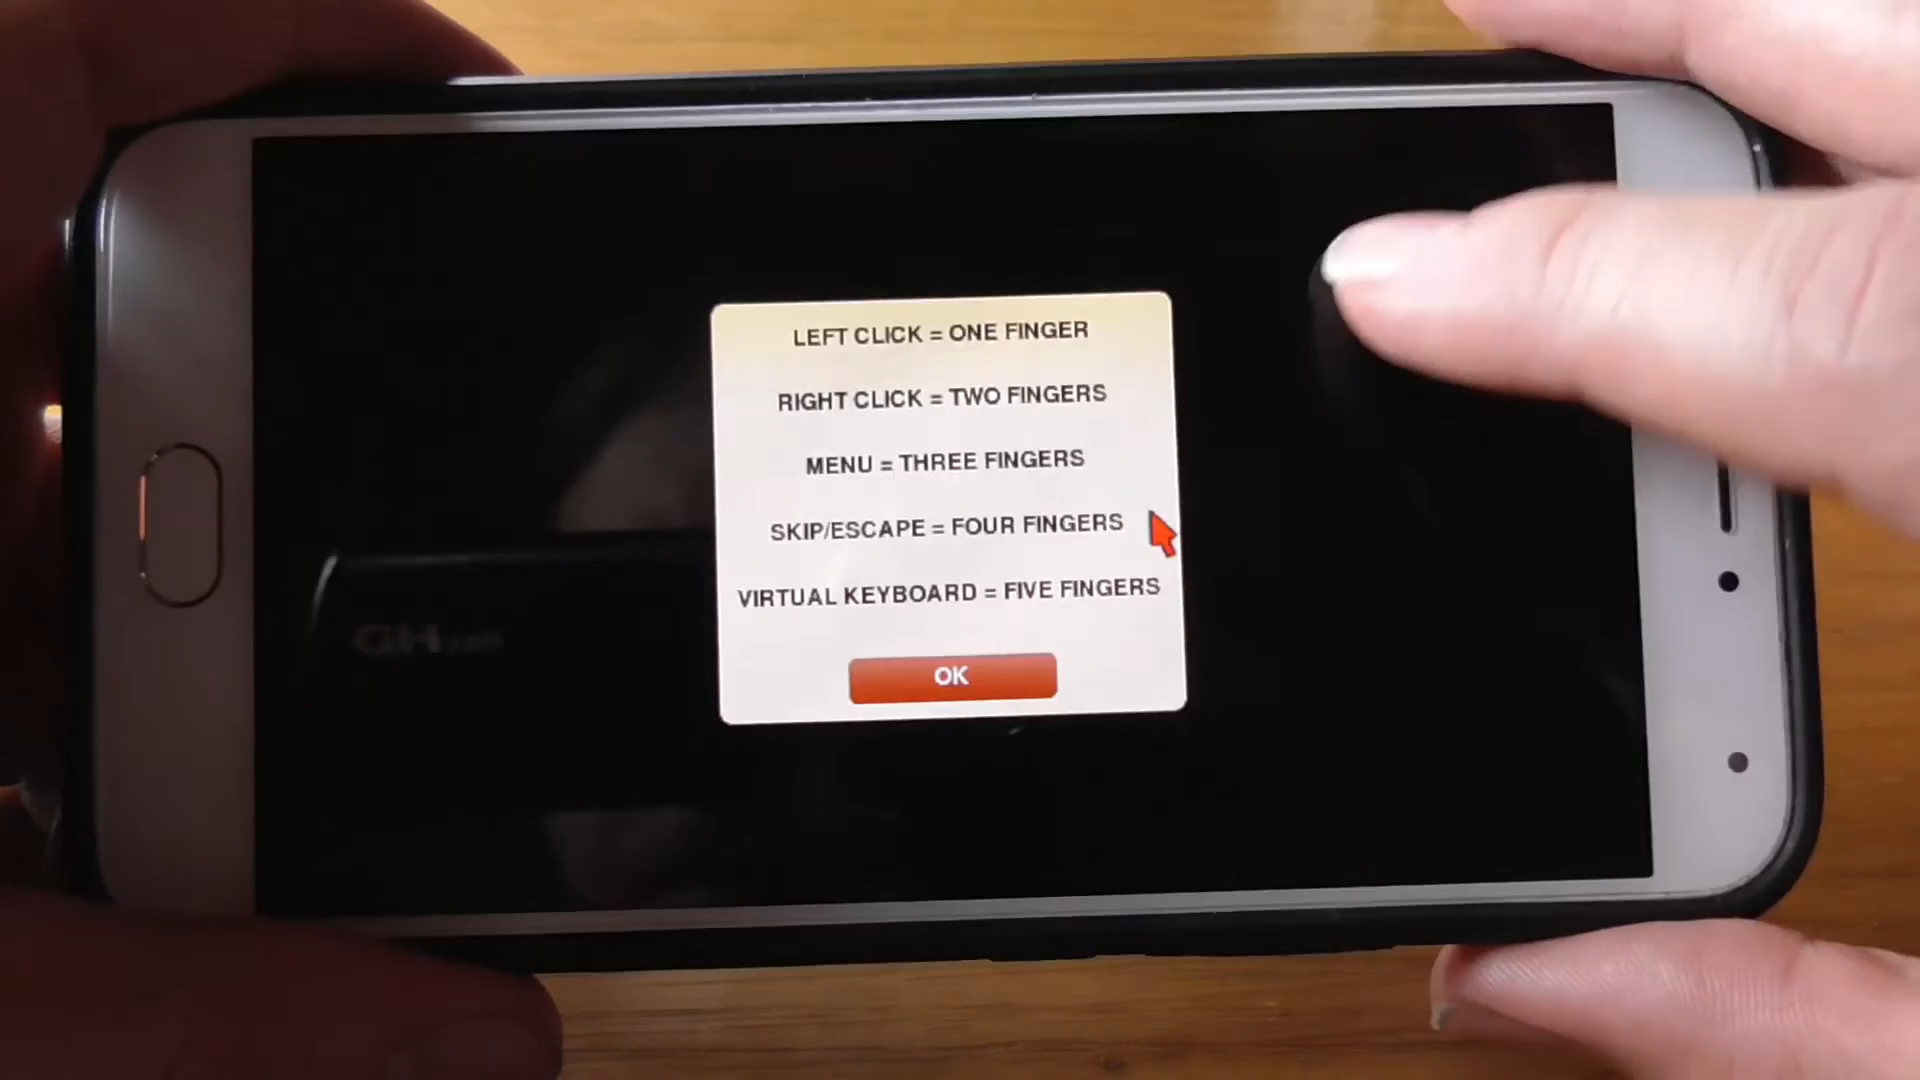 LEFT CLICK = ONE FINGER
RIGHT CLICK = TWO FINGERS
MENU = THREE FINGERS
SKIP/ESCAPE = FOUR FINGERS
VIRTUAL KEYBOARD = FIVE FINGERS
OK